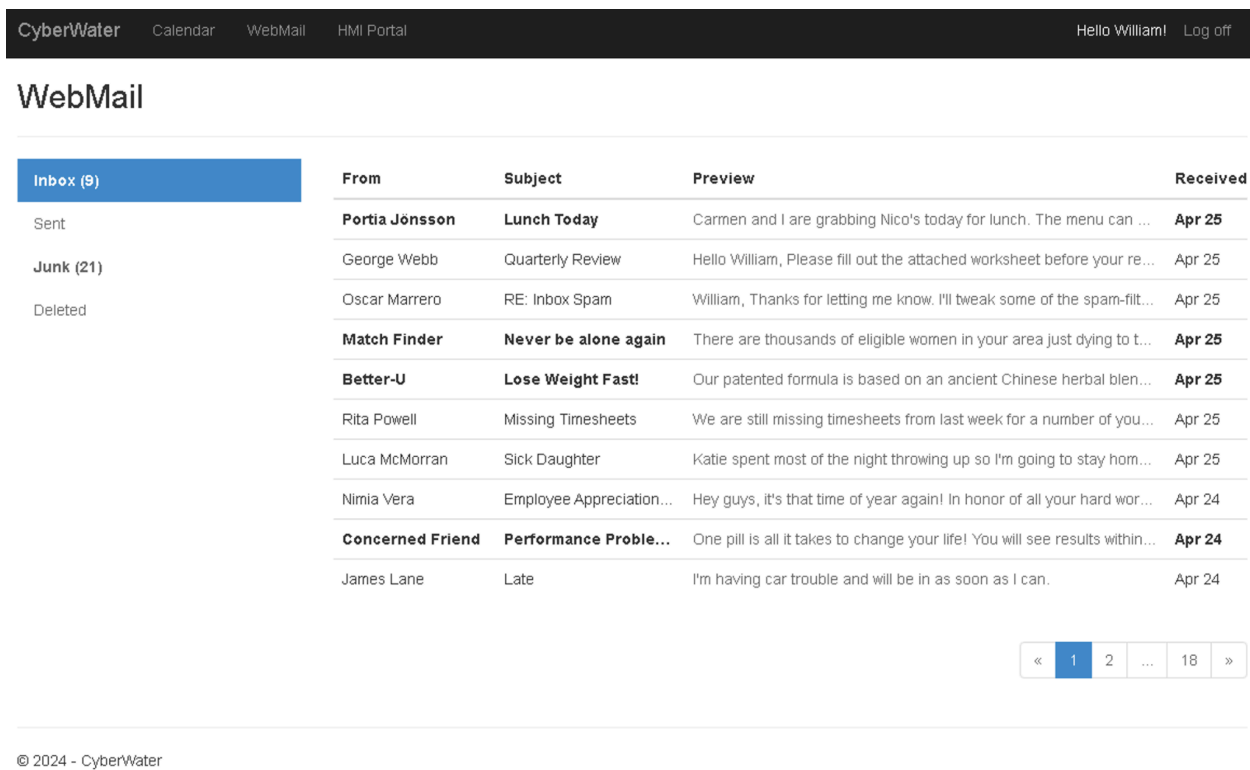 CyberWater Calendar WebMail HMI Portal Hello William! Log off
WebMail
Inbox (9)
Sent
Junk (21)
Deleted
From Subject Preview Received
Portia Jönsson Lunch Today Carmen and I are grabbing Nico's today for lunch. The menu can ... Apr 25
George Webb Quarterly Review Hello William, Please fill out the attached worksheet before your re... Apr 25
Oscar Marrero RE: Inbox Spam William, Thanks for letting me know. I'll tweak some of the spam-filt... Apr 25
Match Finder Never be alone again There are thousands of eligible women in your area just dying to t... Apr 25
Better-U Lose Weight Fast! Our patented formula is based on an ancient Chinese herbal blen... Apr 25
Rita Powell Missing Timesheets We are still missing timesheets from last week for a number of you... Apr 25
Luca McMorran Sick Daughter Katie spent most of the night throwing up so I'm going to stay hom... Apr 25
Nimia Vera Employee Appreciation... Hey guys, it's that time of year again! In honor of all your hard wor... Apr 24
Concerned Friend Performance Proble... One pill is all it takes to change your life! You will see results within... Apr 24
James Lane Late I'm having car trouble and will be in as soon as I can. Apr 24
« 1 2 ... 18 »
© 2024 - CyberWater